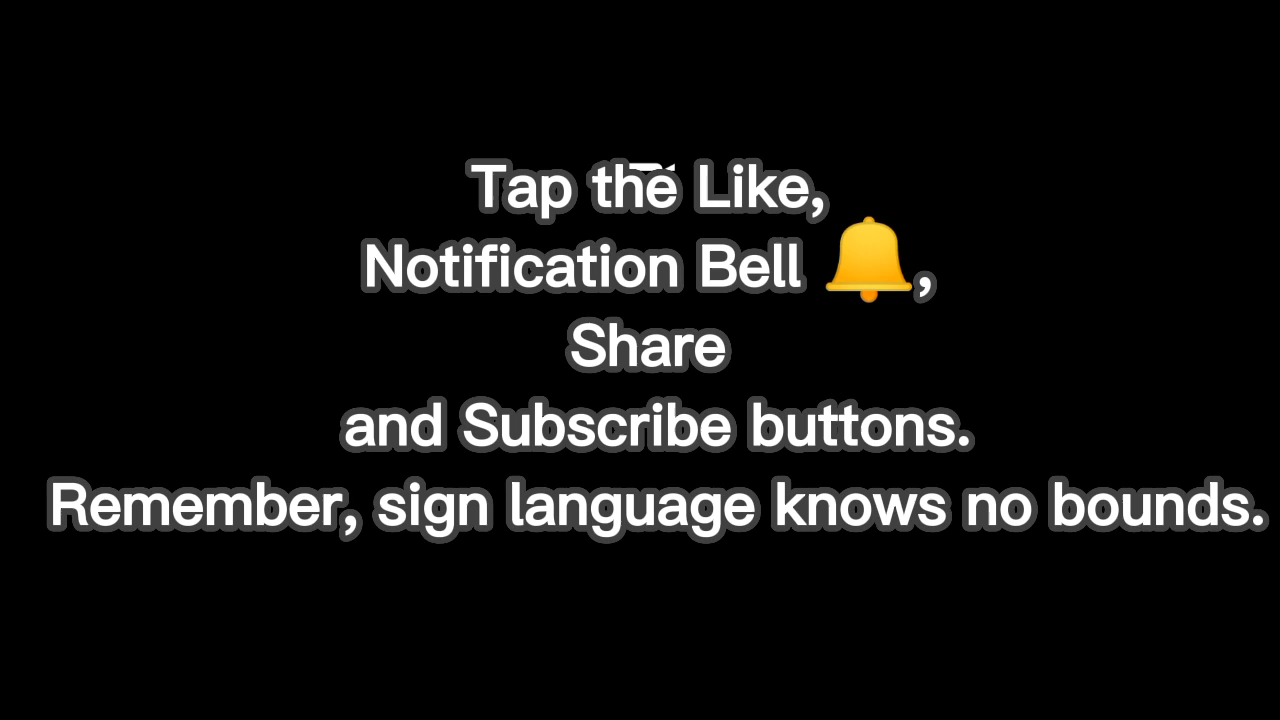 Tap the Like,
Notification Bell 🔔,
Share
and Subscribe buttons.
Remember, sign language knows no bounds.